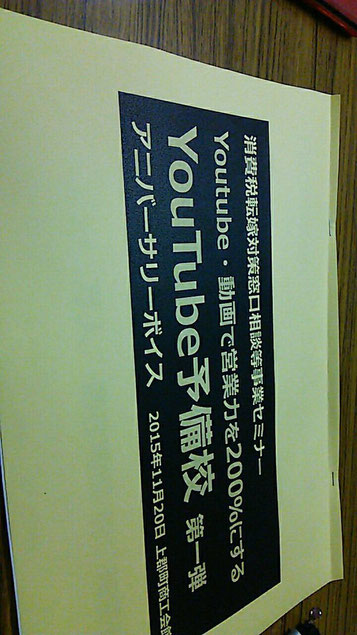 消費税転嫁対策窓口相談等事業セミナー
Youtube・動画で営業力を200%にする
YouTube予備校 第一弾
アニバーサリーボイス 2015年11月20日 上郡町商工会館